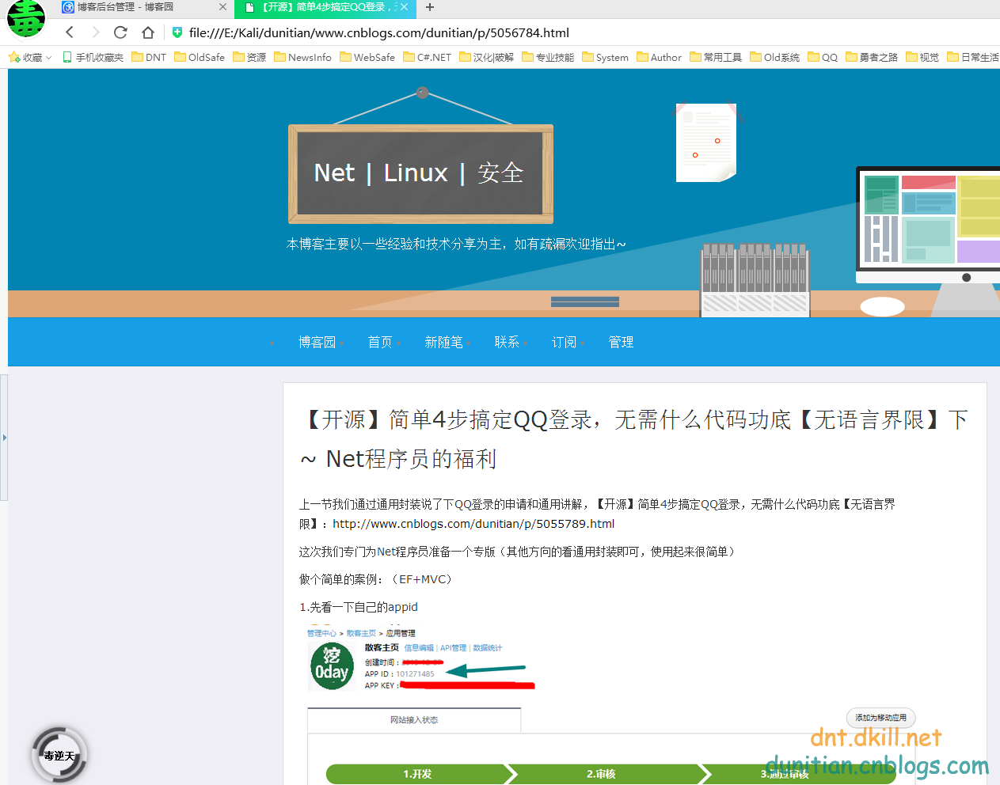 毒
博客后台管理 - 博客园
【开源】简单4步搞定QQ登录，
file:///E:/Kali/dunitian/www.cnblogs.com/dunitian/p/5056784.html
收藏 手机收藏夹 DNT OldSafe 资源 NewsInfo WebSafe C#.NET 汉化|破解 专业技能 System Author 常用工具 Old系统 QQ 勇者之路 视觉 日常生活
Net | Linux | 安全
本博客主要以一些经验和技术分享为主，如有疏漏欢迎指出~
博客园 首页 新随笔 联系 订阅 管理
【开源】简单4步搞定QQ登录，无需什么代码功底【无语言界限】下
~ Net程序员的福利
上一节我们通过通用封装说了下QQ登录的申请和通用讲解，【开源】简单4步搞定QQ登录，无需什么代码功底【无语言界
限】：http://www.cnblogs.com/dunitian/p/5055789.html
这次我们专门为Net程序员准备一个专版（其他方向的看通用封装即可，使用起来很简单）
做个简单的案例：（EF+MVC）
1.先看一下自己的appid
管理中心 > 散客主页 > 应用管理
挖
0day
散客主页 信息编辑 | API管理 | 数据统计
创建时间：
APP ID：101271485
APP KEY：
网站接入状态
添加为移动应用
毒逆天
dnt.dkill.net
dunitian.cnblogs.com
1.开发 2.审核 3.通过审核